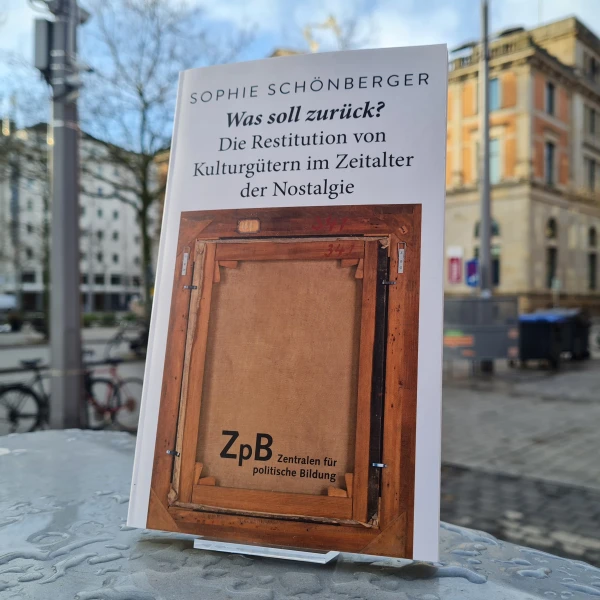 SOPHIE SCHÖNBERGER
Was soll zurück?
Die Restitution von
Kulturgütern im Zeitalter
der Nostalgie
ZpB Zentralen für
politische Bildung